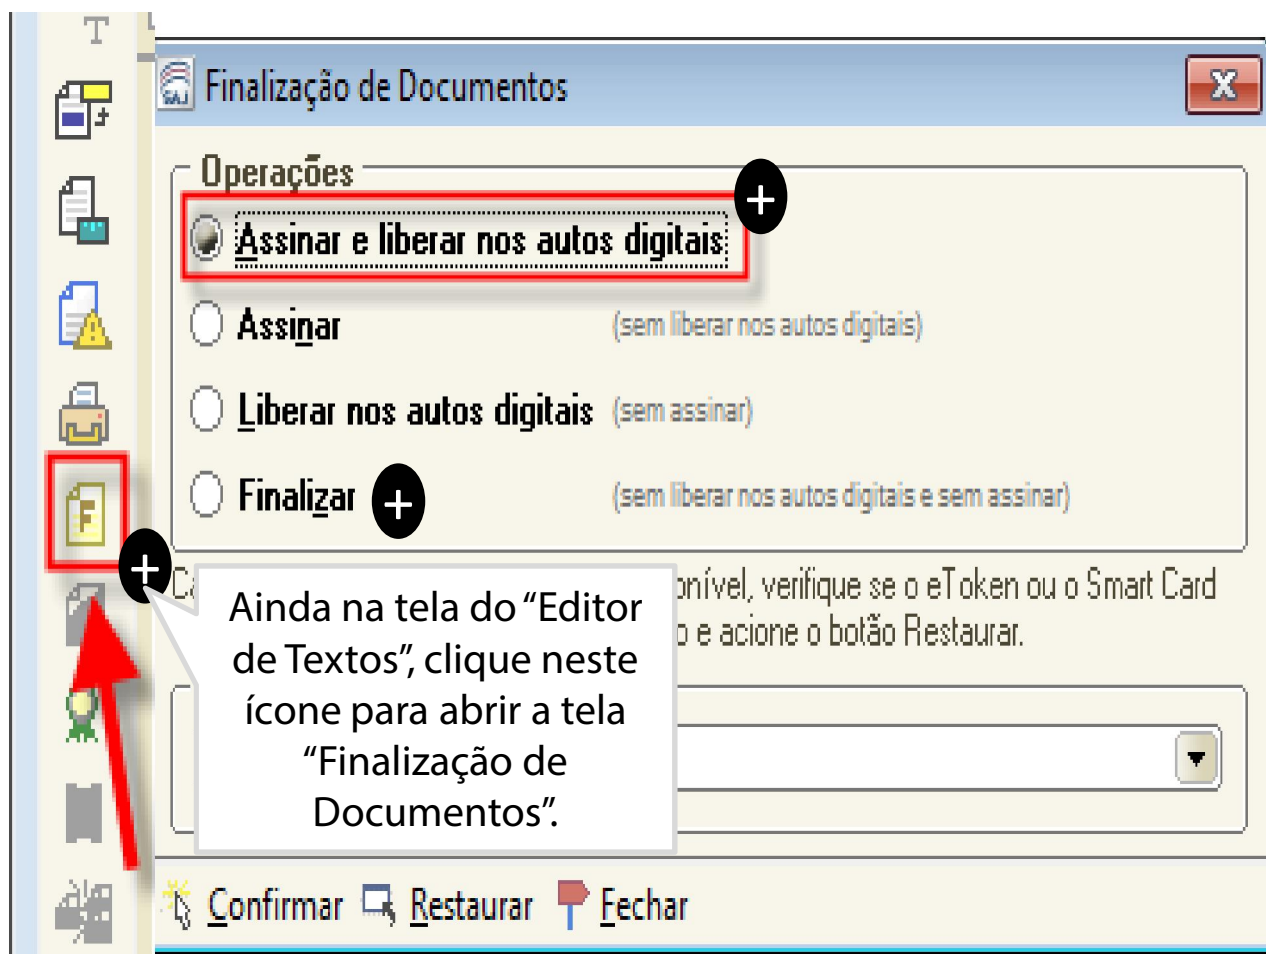 T
Finalização de Documentos
Operações
Assinar e liberar nos autos digitais
Assinar (sem liberar nos autos digitais)
Liberar nos autos digitais (sem assinar)
Finalizar (sem liberar nos autos digitais e sem assinar)
F
Ainda na tela do “Editor
de Textos”, clique neste
ícone para abrir a tela
“Finalização de
Documentos”.
verifique se o eToken ou o Smart Card
e acione o botão Restaurar.
Confirmar Restaurar Fechar